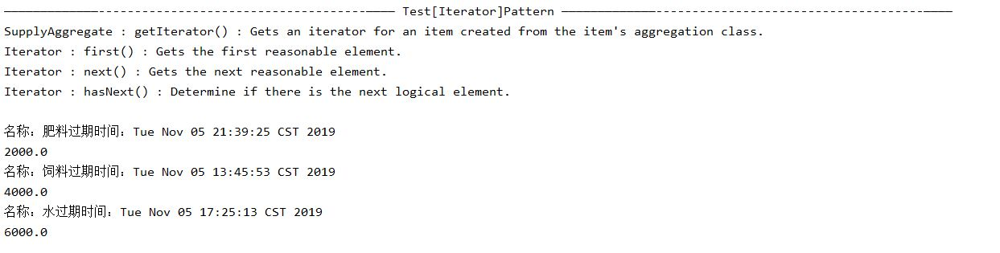 ————————————--------------------------------------———— Test[Iterator]Pattern —————————————-------------------------------------————
SupplyAggregate : getIterator() : Gets an iterator for an item created from the item's aggregation class.
Iterator : first() : Gets the first reasonable element.
Iterator : next() : Gets the next reasonable element.
Iterator : hasNext() : Determine if there is the next logical element.
名称：肥料过期时间：Tue Nov 05 21:39:25 CST 2019
2000.0
名称：饲料过期时间：Tue Nov 05 13:45:53 CST 2019
4000.0
名称：水过期时间：Tue Nov 05 17:25:13 CST 2019
6000.0